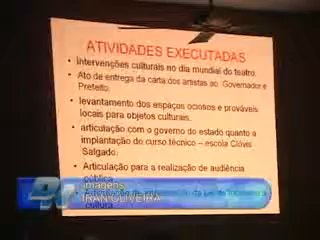 ATIVIDADES EXECUTADAS
• Intervenções culturais no dia mundial do teatro.
• Ato de entrega da carta dos artistas ao Governador e
Prefeito.
• levantamento dos espaços ociosos e prováveis
locais para objetos culturais.
• articulação com o governo do estado quanto a
implantação do curso técnico – escola Clóvis
Salgado.
• Articulação para a realização de audiência
pública
imagens
IRAN OLIVEIRA
cultura